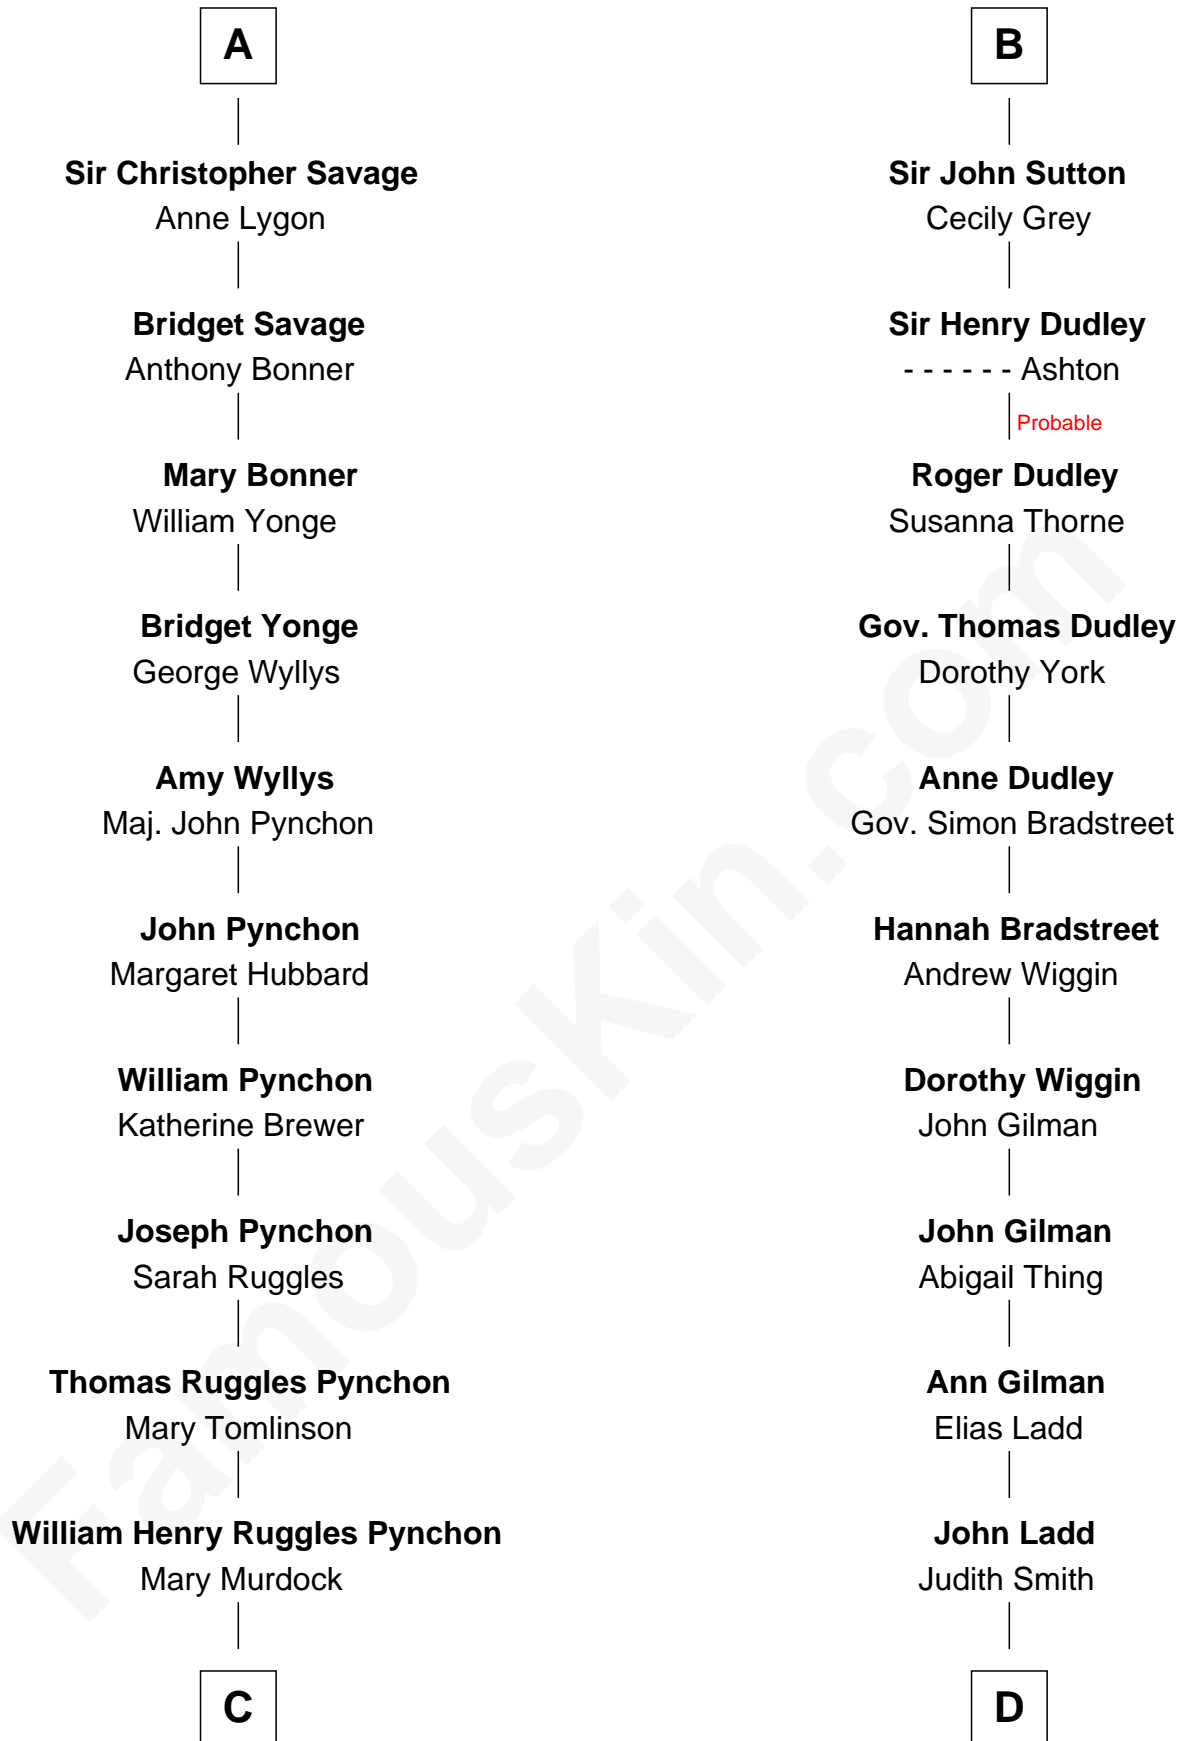 A
Sir Christopher Savage
Anne Lygon
Bridget Savage
Anthony Bonner
Mary Bonner
William Yonge
Bridget Yonge
George Wyllys
Amy Wyllys
Maj. John Pynchon
John Pynchon
Margaret Hubbard
William Pynchon
Katherine Brewer
Joseph Pynchon
Sarah Ruggles
Thomas Ruggles Pynchon
Mary Tomlinson
William Henry Ruggles Pynchon
Mary Murdock
C
B
Sir John Sutton
Cecily Grey
Sir Henry Dudley
- - - - - - Ashton
Probable
Roger Dudley
Susanna Thorne
Gov. Thomas Dudley
Dorothy York
Anne Dudley
Gov. Simon Bradstreet
Hannah Bradstreet
Andrew Wiggin
Dorothy Wiggin
John Gilman
John Gilman
Abigail Thing
Ann Gilman
Elias Ladd
John Ladd
Judith Smith
D
FamousKin.com